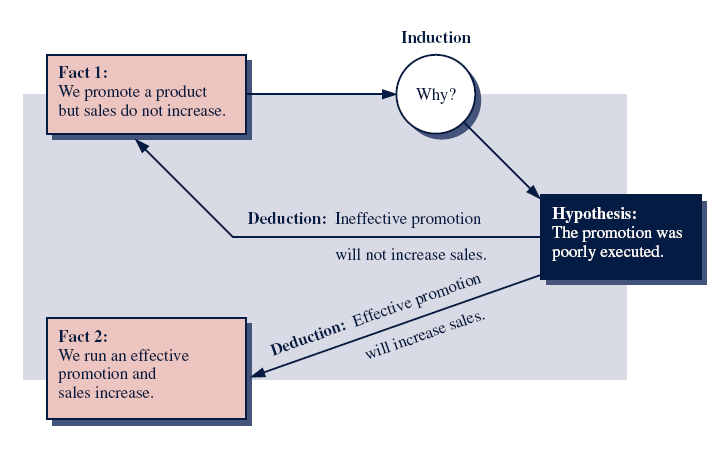 Induction
Fact 1:
We promote a product
but sales do not increase.
Why?
Hypothesis:
The promotion was
poorly executed.
Deduction: Ineffective promotion
will not increase sales.
Deduction: Effective promotion
will increase sales.
Fact 2:
We run an effective
promotion and
sales increase.